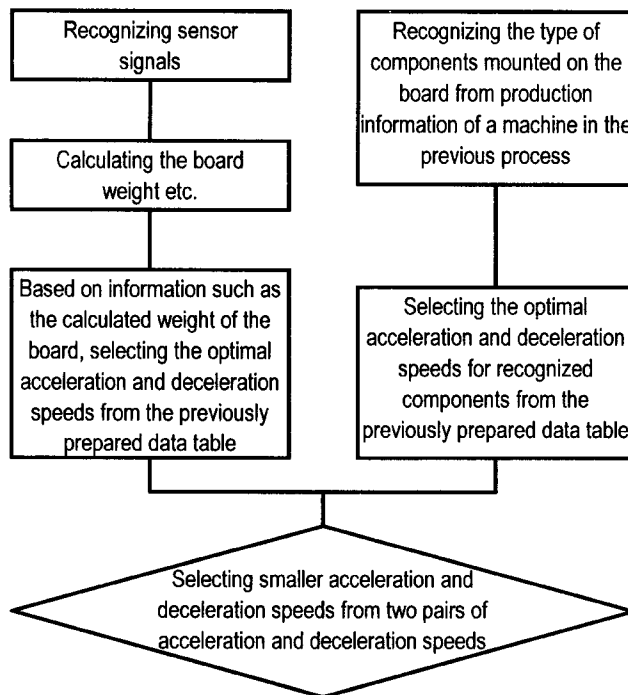 Recognizing sensor
signals
Calculating the board
weight etc.
Based on information such as
the calculated weight of the
board, selecting the optimal
acceleration and deceleration
speeds from the previously
prepared data table
Recognizing the type of
components mounted on the
board from production
information of a machine in the
previous process
Selecting the optimal
acceleration and deceleration
speeds for recognized
components from the
previously prepared data table
Selecting smaller acceleration and
deceleration speeds from two pairs of
acceleration and deceleration speeds